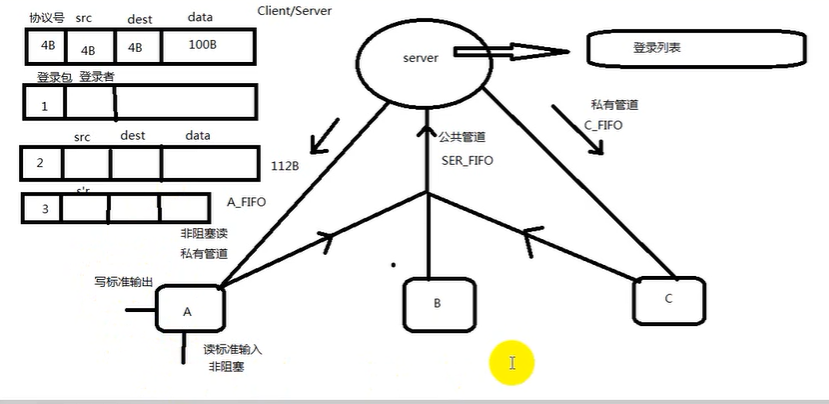 Client/Server
协议号 src dest data
4B 4B 4B 100B
登录包 登录者
1
src dest data
2
112B
3
A_FIFO
非阻塞读
私有管道
写标准输出
A
读标准输入
非阻塞
server
登录列表
公共管道
SER_FIFO
私有管道
C_FIFO
B
C